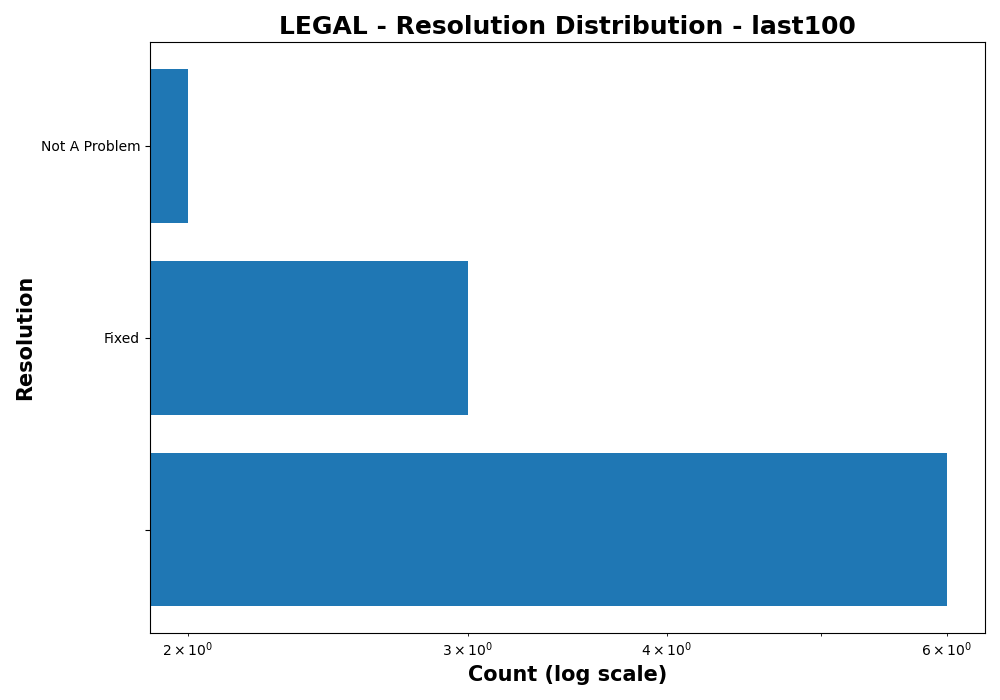 LEGAL - Resolution Distribution - last100
Not A Problem
Fixed
Resolution
2 × 10⁰
3 × 10⁰
4 × 10⁰
6 × 10⁰
Count (log scale)